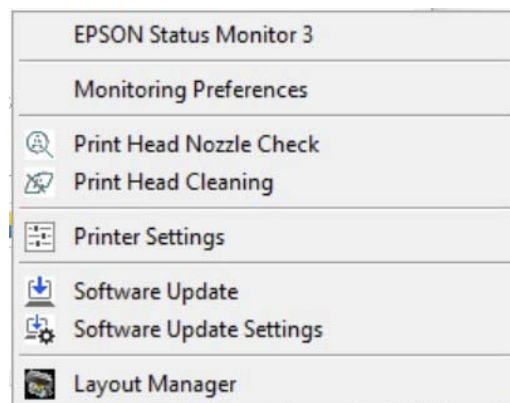 EPSON Status Monitor 3
Monitoring Preferences
Print Head Nozzle Check
Print Head Cleaning
Printer Settings
Software Update
Software Update Settings
Layout Manager